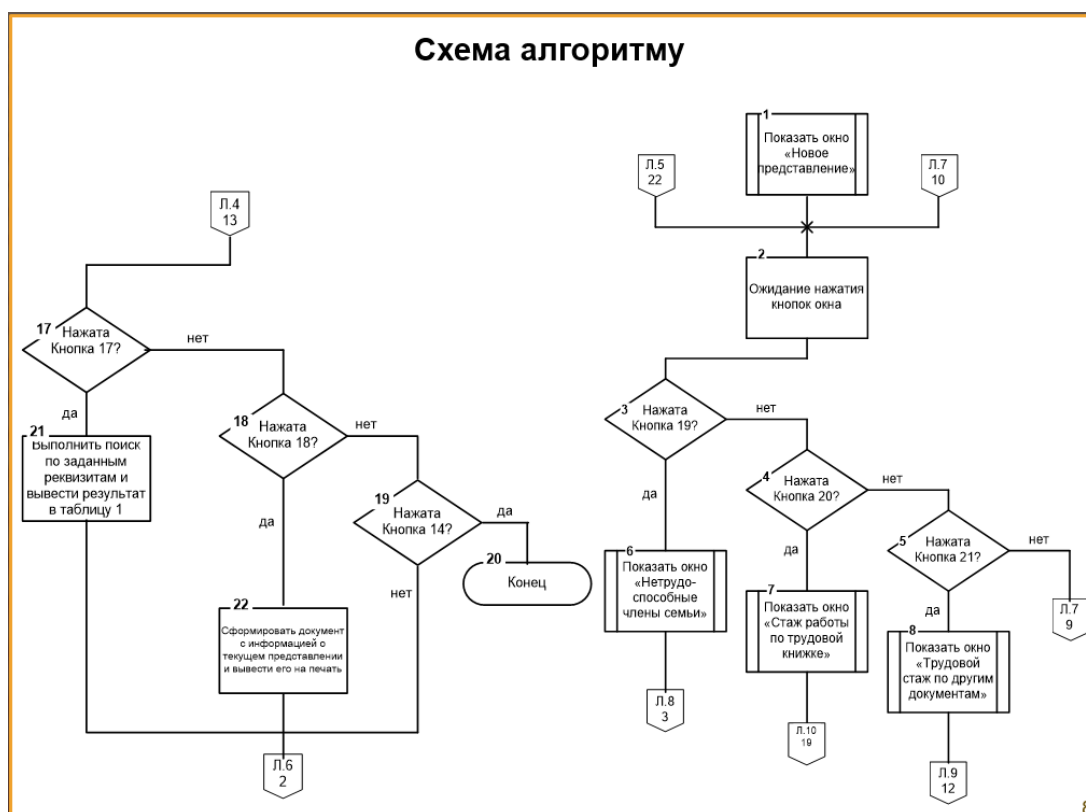 Схема алгоритму
Л.4
13
17
Нажата
Кнопка 17?
нет
да
21
Выполнить поиск
по заданным
реквизитам и
вывести результат
в таблицу 1
18
Нажата
Кнопка 18?
нет
да
19
Нажата
Кнопка 14?
да
нет
20
Конец
22
Сформировать документ
с информацией о
текущем представлении
и вывести его на печать
Л.6
2
1
Показать окно
«Новое
представление»
Л.5
22
Л.7
10
2
Ожидание нажатия
кнопок окна
3
Нажата
Кнопка 19?
нет
да
4
Нажата
Кнопка 20?
нет
да
5
Нажата
Кнопка 21?
нет
да
6
Показать окно
«Нетрудо-
способные
члены семьи»
7
Показать окно
«Стаж работы
по трудовой
книжке»
8
Показать окно
«Трудовой
стаж по другим
документам»
Л.7
9
Л.8
3
Л.10
19
Л.9
12
8